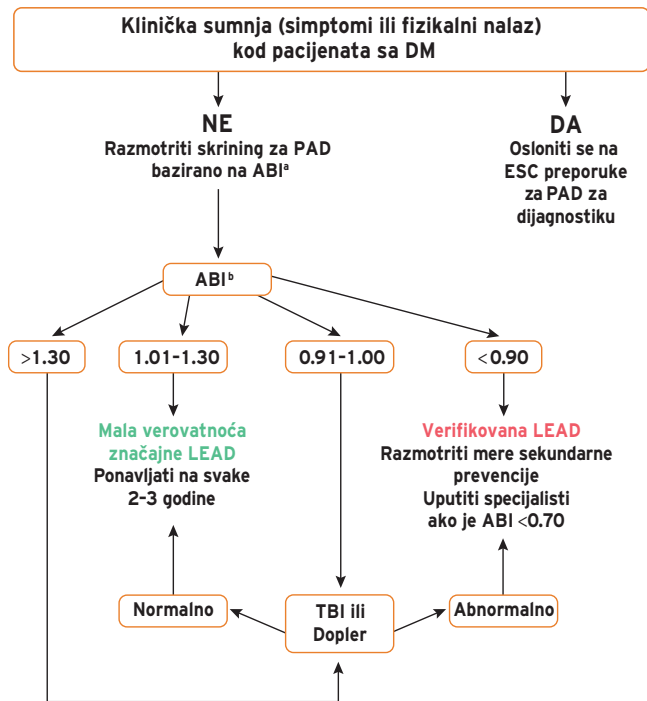 Klinička sumnja (simptomi ili fizikalni nalaz)
kod pacijenata sa DM
NE
Razmotriti skrining za PAD
bazirano na ABIᵃ
DA
Osloniti se na
ESC preporuke
za PAD za
dijagnostiku
ABIᵇ
>1.30
1.01-1.30
0.91-1.00
<0.90
Mala verovatnoća
značajne LEAD
Ponavljati na svake
2-3 godine
Verifikovana LEAD
Razmotriti mere sekundarne
prevencije
Uputiti specijalisti
ako je ABI <0.70
Normalno
TBI ili
Dopler
Abnormalno